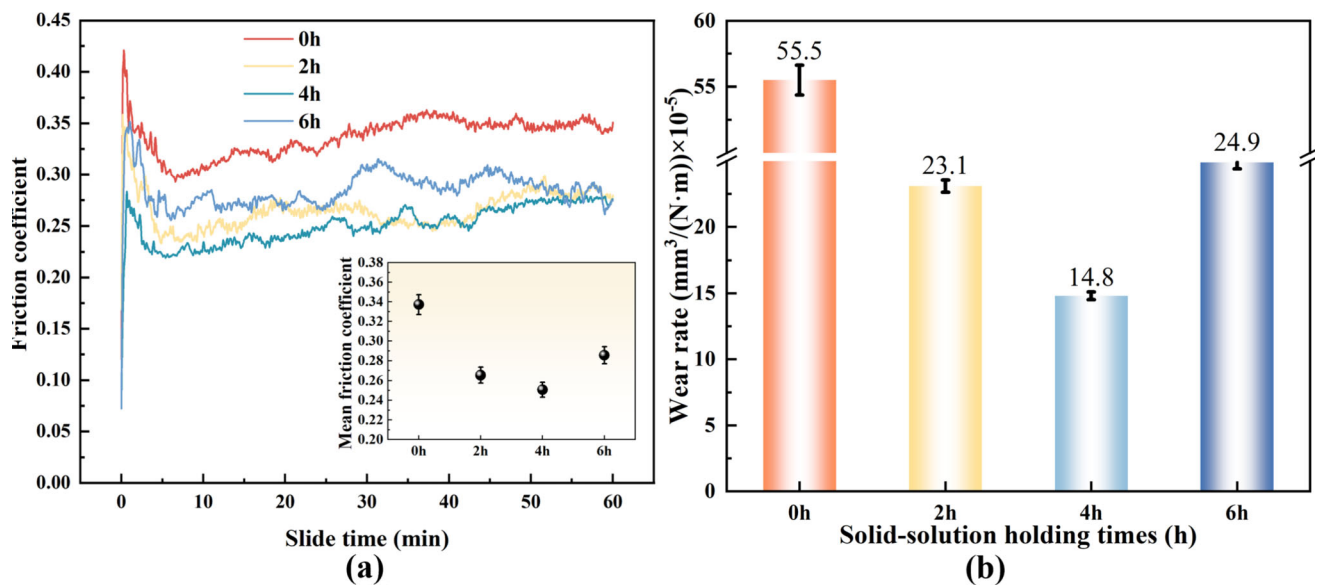 0.45
0.40
0.35
0.30
0.25
0.20
0.15
0.10
0.05
0.00
Friction coefficient
0h
2h
4h
6h
0.38
0.36
0.34
0.32
0.30
0.28
0.26
0.24
0.22
0.20
Mean friction coefficient
0h 2h 4h 6h
0 10 20 30 40 50 60
Slide time (min)
(a)
60
55
20
15
10
5
0
Wear rate (mm³/(N·m))×10⁻⁵
55.5
23.1
14.8
24.9
0h 2h 4h 6h
Solid-solution holding times (h)
(b)